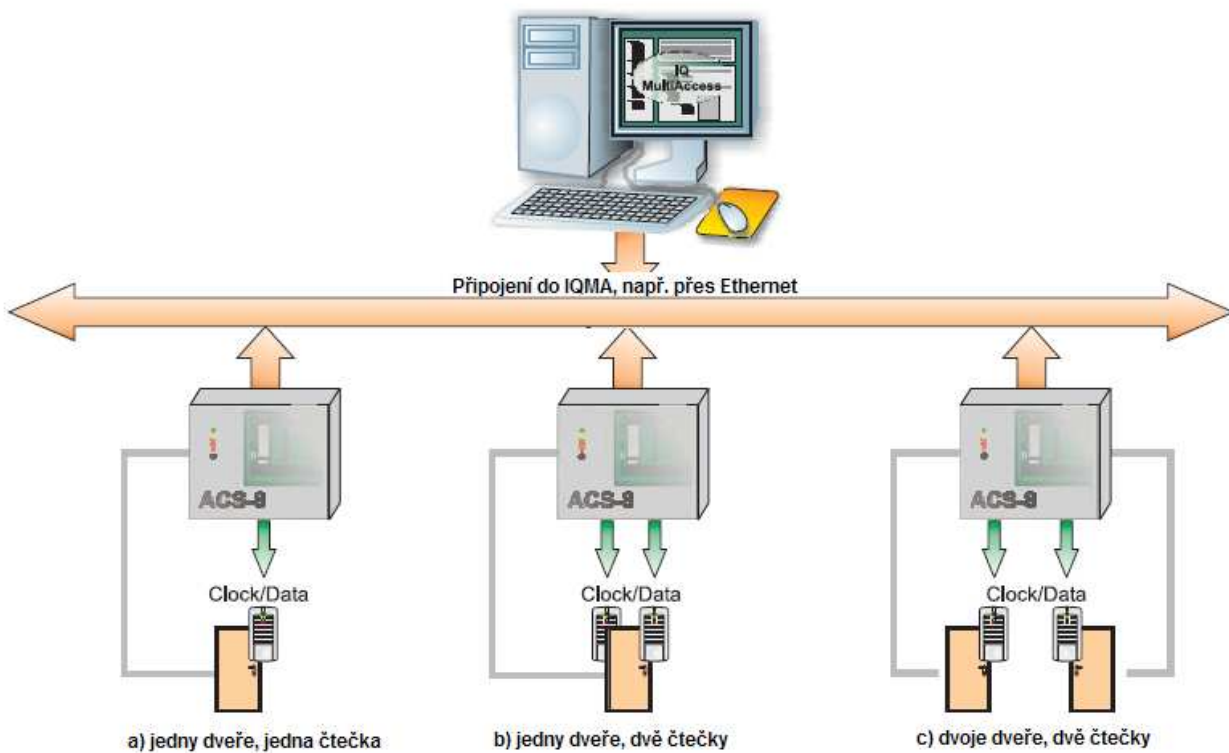 IQ
MultiAccess
Připojení do IQMA, např. přes Ethernet
ACS-8
ACS-8
ACS-8
Clock/Data
Clock/Data
Clock/Data
a) jedny dveře, jedna čtečka
b) jedny dveře, dvě čtečky
c) dvoje dveře, dvě čtečky